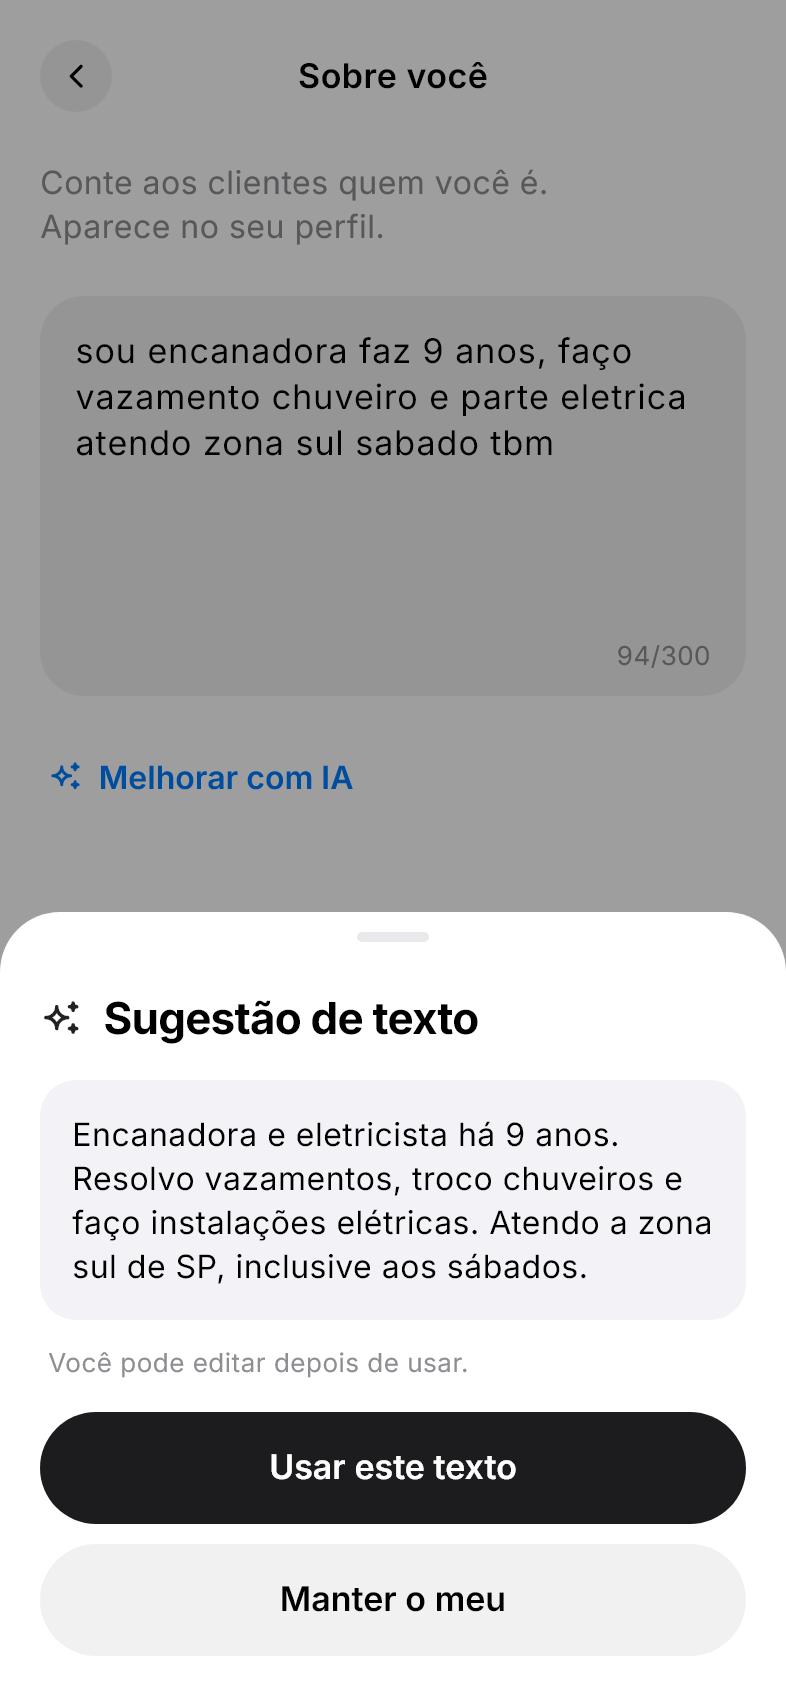 Sobre você
Conte aos clientes quem você é.
Aparece no seu perfil.
sou encanadora faz 9 anos, faço
vazamento chuveiro e parte eletrica
atendo zona sul sabado tbm
94/300
Melhorar com IA
Sugestão de texto
Encanadora e eletricista há 9 anos.
Resolvo vazamentos, troco chuveiros e
faço instalações elétricas. Atendo a zona
sul de SP, inclusive aos sábados.
Você pode editar depois de usar.
Usar este texto
Manter o meu